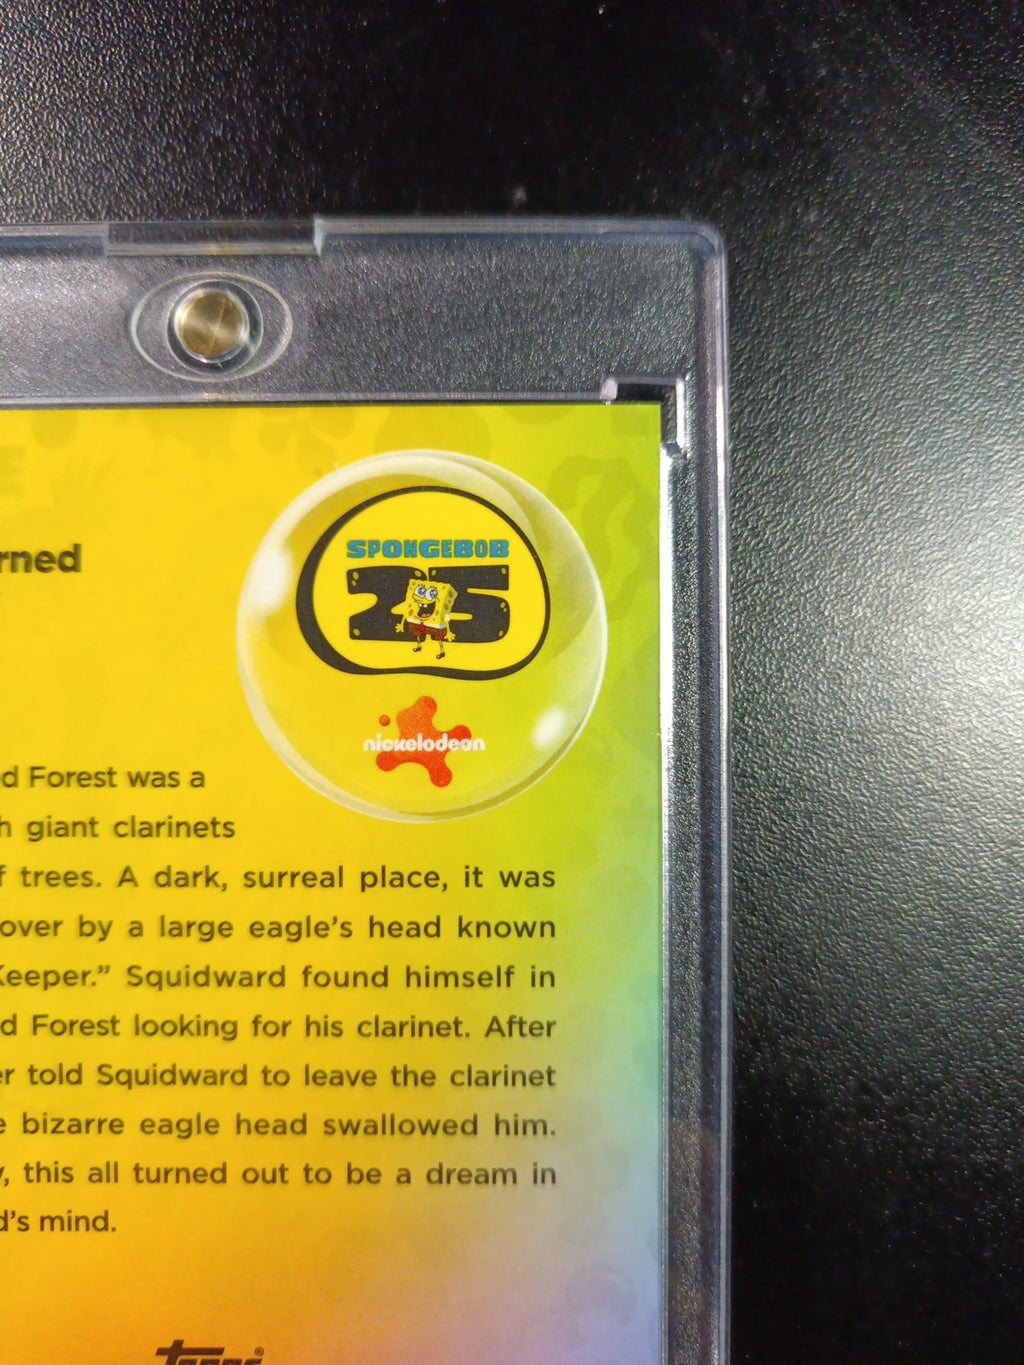 rned
SPONGEBOB
25
nickelodeon
d Forest was a
h giant clarinets
f trees. A dark, surreal place, it was
over by a large eagle's head known
Keeper." Squidward found himself in
d Forest looking for his clarinet. After
er told Squidward to leave the clarinet
e bizarre eagle head swallowed him.
y, this all turned out to be a dream in
d's mind.
topps®